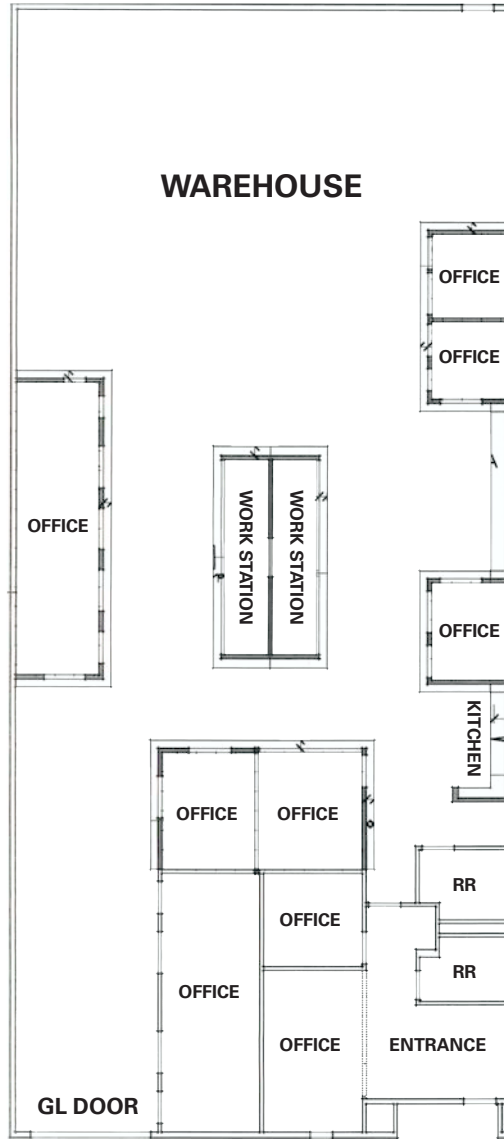 WAREHOUSE
OFFICE
OFFICE
OFFICE
WORK STATION
WORK STATION
OFFICE
KITCHEN
OFFICE
OFFICE
RR
OFFICE
RR
OFFICE
OFFICE
ENTRANCE
GL DOOR